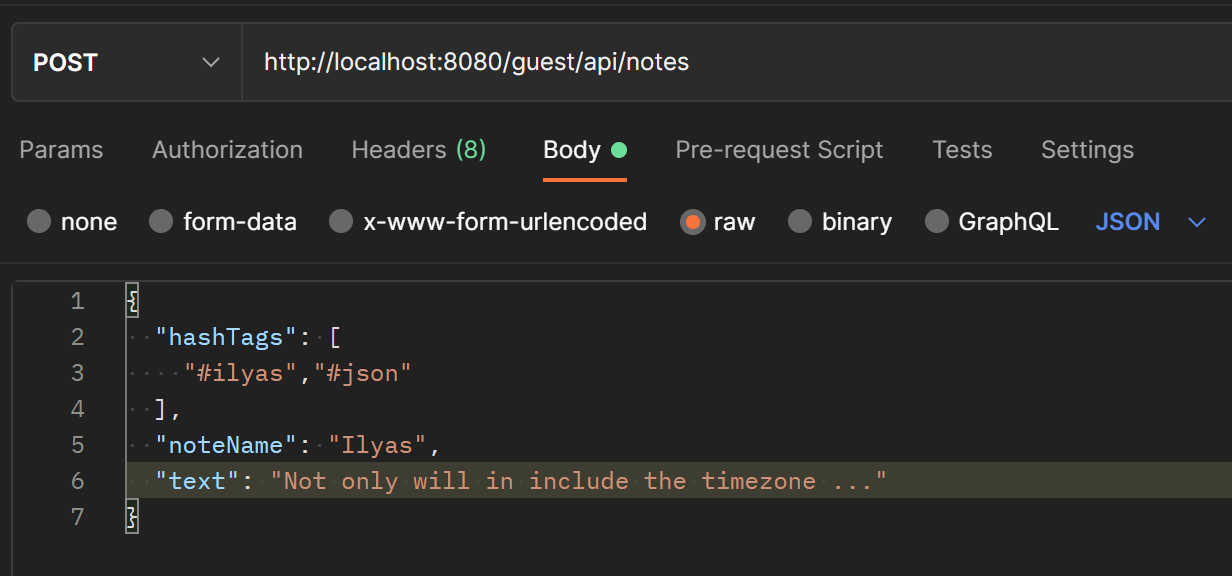 POST http://localhost:8080/guest/api/notes
Params Authorization Headers (8) Body Pre-request Script Tests Settings
none form-data x-www-form-urlencoded raw binary GraphQL JSON
1 {
2 "hashTags": [
3 "#ilyas","#json"
4 ],
5 "noteName": "Ilyas",
6 "text": "Not only will in include the timezone ..."
7 }